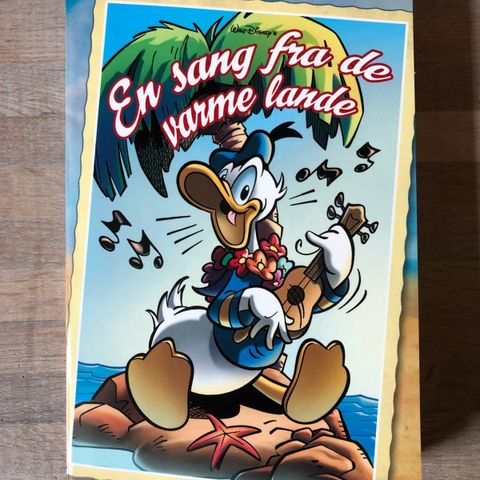 Walt Disney's
En sang fra de
varme lande